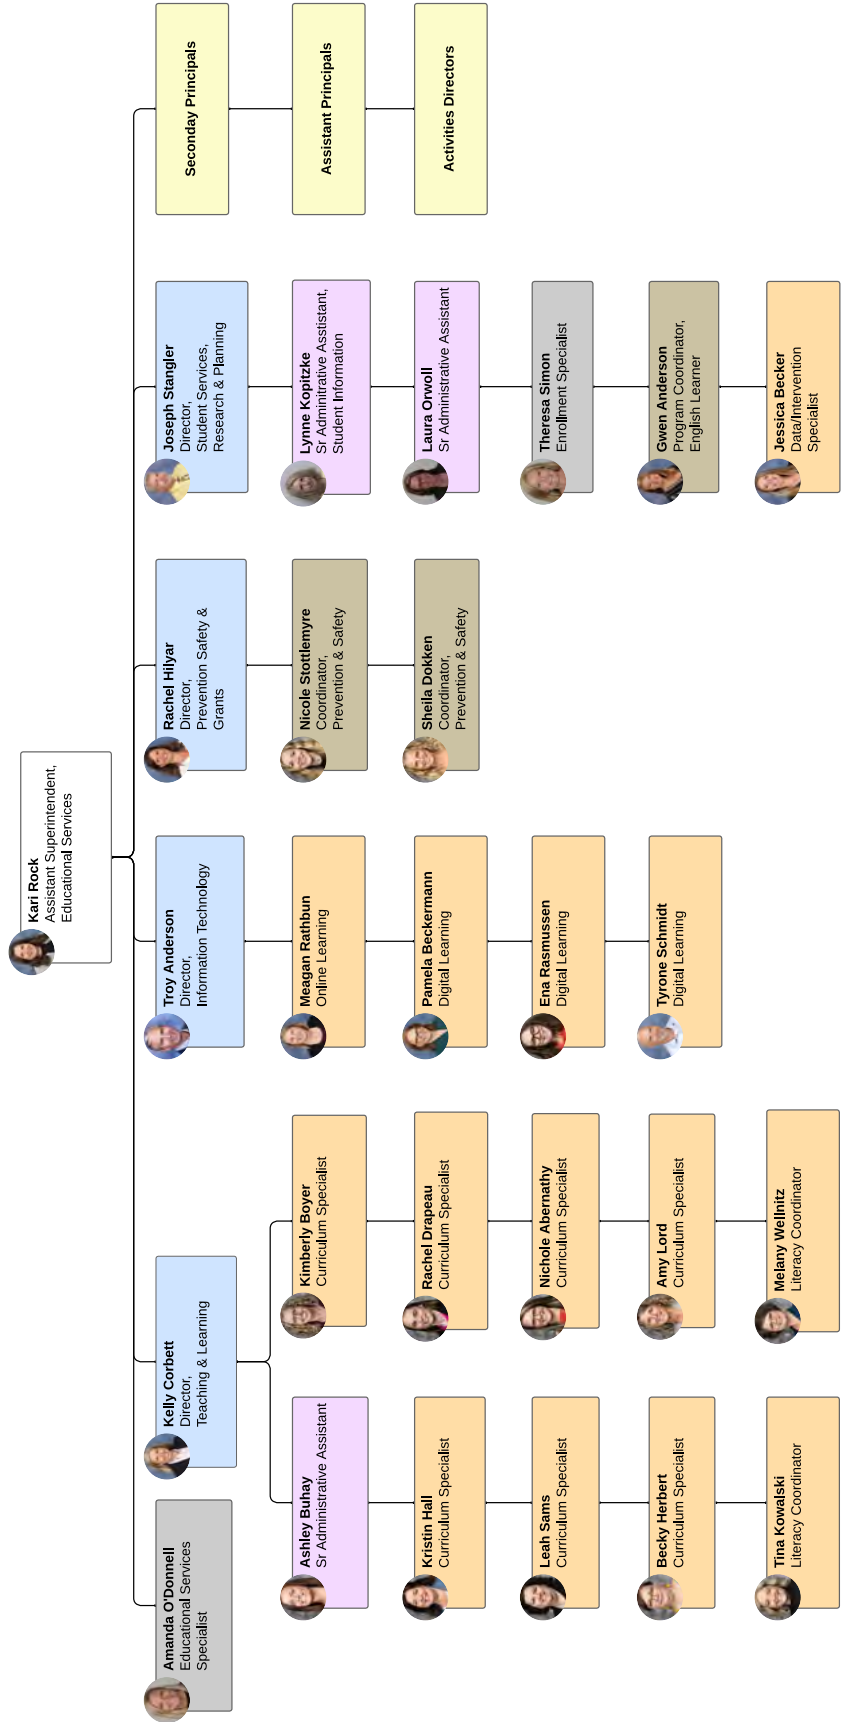 Kari Rock
Assistant Superintendent,
Educational Services
Amanda O'Donnell
Educational Services
Specialist
Kelly Corbett
Director,
Teaching & Learning
Troy Anderson
Director,
Information Technology
Rachel Hilyar
Director,
Prevention Safety &
Grants
Joseph Stangler
Director,
Student Services,
Research & Planning
Seconday Principals
Ashley Buhay
Sr Administrative Assistant
Kimberly Boyer
Curriculum Specialist
Meagan Rathbun
Online Learning
Nicole Stottlemyre
Coordinator,
Prevention & Safety
Lynne Kopitzke
Sr Adminitrative Asstistant,
Student Information
Assistant Principals
Kristin Hall
Curriculum Specialist
Rachel Drapeau
Curriculum Specialist
Pamela Beckermann
Digital Learning
Sheila Dokken
Coordinator,
Prevention & Safety
Laura Orwoll
Sr Administrative Assistant
Activities Directors
Leah Sams
Curriculum Specialist
Nichole Abernathy
Curriculum Specialist
Ena Rasmussen
Digital Learning
Theresa Simon
Enrollment Specialist
Becky Herbert
Curriculum Specialist
Amy Lord
Curriculum Specialist
Tyrone Schmidt
Digital Learning
Gwen Anderson
Program Coordinator,
English Learner
Tina Kowalski
Literacy Coordinator
Melany Wellnitz
Literacy Coordinator
Jessica Becker
Data/Intervention
Specialist